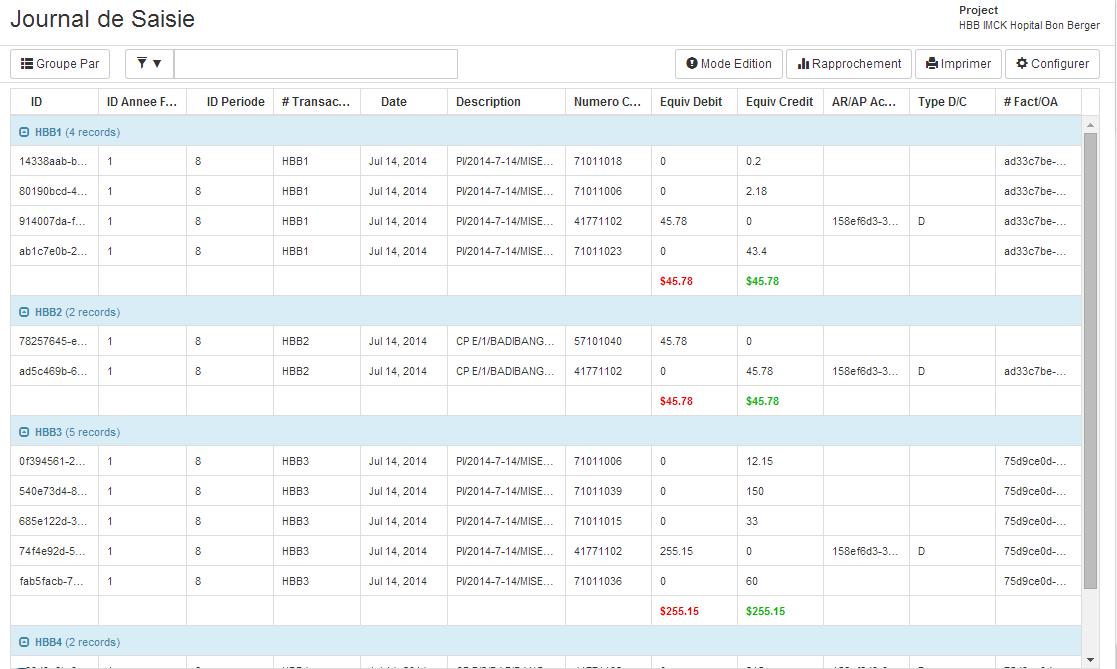 Journal de Saisie
Project
HBB IMCK Hopital Bon Berger
Groupe Par Mode Edition Rapprochement Imprimer Configurer
ID ID Annee F... ID Periode # Transac... Date Description Numero C... Equiv Debit Equiv Credit AR/AP Ac... Type D/C # Fact/OA
HBB1 (4 records)
14338aab-b... 1 8 HBB1 Jul 14, 2014 PI/2014-7-14/MISE... 71011018 0 0.2 ad33c7be-...
80190bcd-4... 1 8 HBB1 Jul 14, 2014 PI/2014-7-14/MISE... 71011006 0 2.18 ad33c7be-...
914007da-f... 1 8 HBB1 Jul 14, 2014 PI/2014-7-14/MISE... 41771102 45.78 0 158ef6d3-3... D ad33c7be-...
ab1c7e0b-2... 1 8 HBB1 Jul 14, 2014 PI/2014-7-14/MISE... 71011023 0 43.4 ad33c7be-...
$45.78 $45.78
HBB2 (2 records)
78257645-e... 1 8 HBB2 Jul 14, 2014 CP E/1/BADIBANG... 57101040 45.78 0
ad5c469b-6... 1 8 HBB2 Jul 14, 2014 CP E/1/BADIBANG... 41771102 0 45.78 158ef6d3-3... D ad33c7be-...
$45.78 $45.78
HBB3 (5 records)
0f394561-2... 1 8 HBB3 Jul 14, 2014 PI/2014-7-14/MISE... 71011006 0 12.15 75d9ce0d-...
540e73d4-8... 1 8 HBB3 Jul 14, 2014 PI/2014-7-14/MISE... 71011039 0 150 75d9ce0d-...
685e122d-3... 1 8 HBB3 Jul 14, 2014 PI/2014-7-14/MISE... 71011015 0 33 75d9ce0d-...
74f4e92d-5... 1 8 HBB3 Jul 14, 2014 PI/2014-7-14/MISE... 41771102 255.15 0 158ef6d3-3... D 75d9ce0d-...
fab5facb-7... 1 8 HBB3 Jul 14, 2014 PI/2014-7-14/MISE... 71011036 0 60 75d9ce0d-...
$255.15 $255.15
HBB4 (2 records)